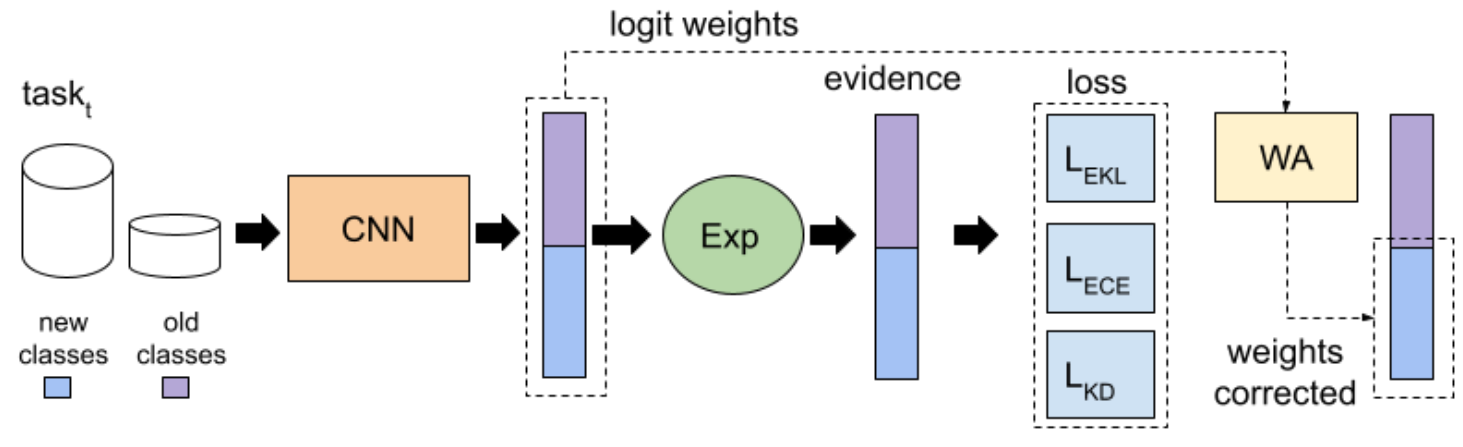 logit weights
task_t
evidence
loss
CNN
Exp
L_EKL
L_ECE
L_KD
WA
new
classes
old
classes
weights
corrected